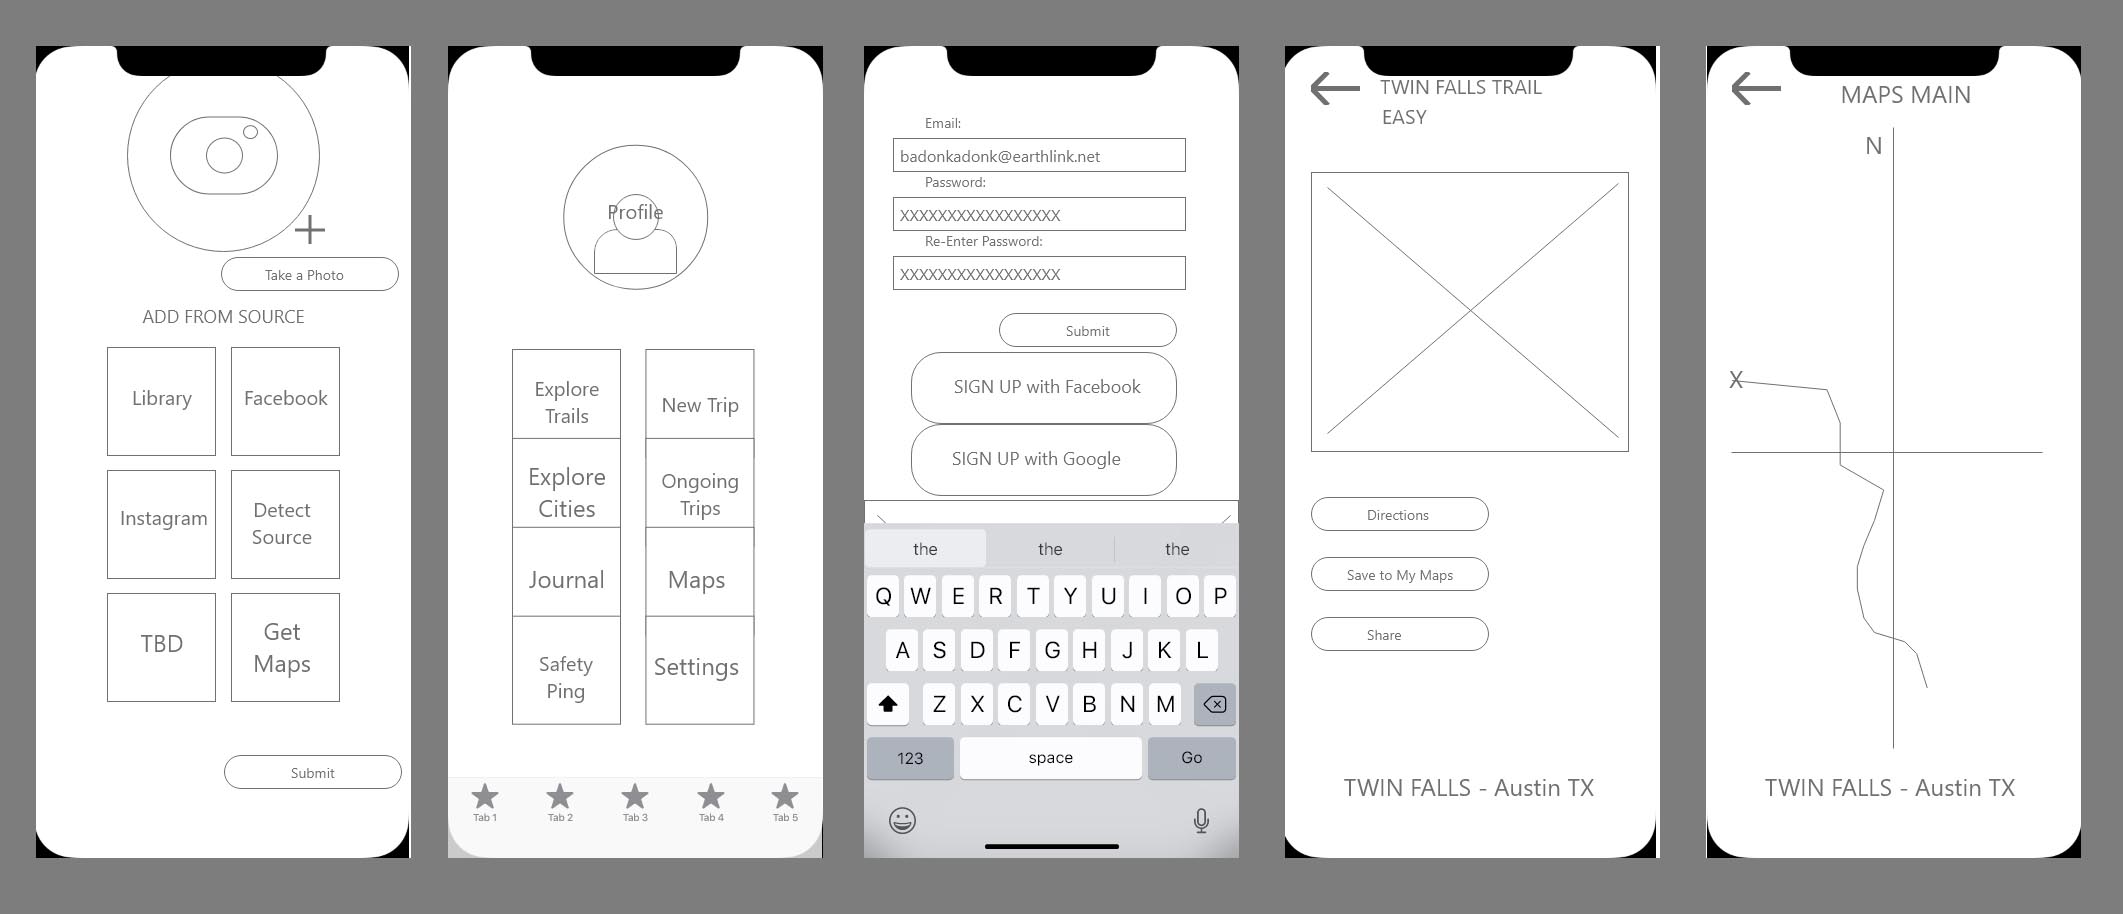 Take a Photo
ADD FROM SOURCE
Library
Facebook
Instagram
Detect
Source
TBD
Get
Maps
Submit
Profile
Explore
Trails
New Trip
Explore
Cities
Ongoing
Trips
Journal
Maps
Safety
Ping
Settings
Tab 1
Tab 2
Tab 3
Tab 4
Tab 5
Email:
badonkadonk@earthlink.net
Password:
XXXXXXXXXXXXXXXXX
Re-Enter Password:
XXXXXXXXXXXXXXXXX
Submit
SIGN UP with Facebook
SIGN UP with Google
the the the
Q W E R T Y U I O P
A S D F G H J K L
Z X C V B N M
123 space Go
TWIN FALLS TRAIL
EASY
Directions
Save to My Maps
Share
TWIN FALLS - Austin TX
MAPS MAIN
N
X
TWIN FALLS - Austin TX